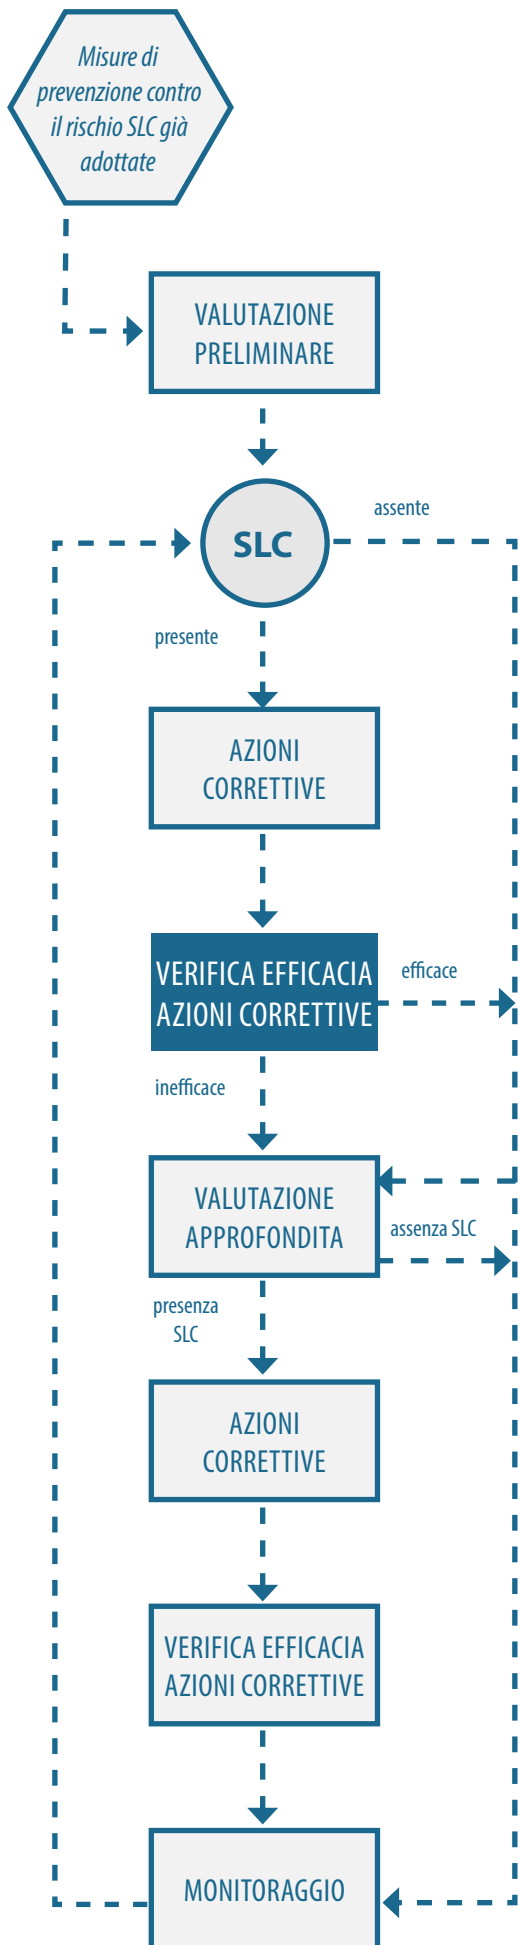 Misure di
prevenzione contro
il rischio SLC già
adottate
VALUTAZIONE
PRELIMINARE
assente
SLC
presente
AZIONI
CORRETTIVE
VERIFICA EFFICACIA
AZIONI CORRETTIVE
efficace
inefficace
VALUTAZIONE
APPROFONDITA
assenza SLC
presenza
SLC
AZIONI
CORRETTIVE
VERIFICA EFFICACIA
AZIONI CORRETTIVE
MONITORAGGIO